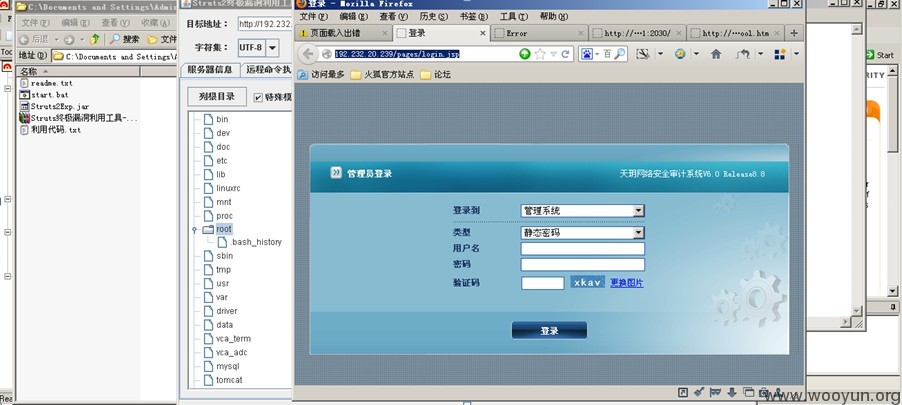 C:\Documents and Settings\Admin
文件(F) 编辑(E) 查看(V) 收藏(A)
后退 搜索 文件
地址(D) C:\Documents and Settings\A
名称
readme.txt
start.bat
Struts2Exp.jar
Struts终极漏洞利用工具-...
利用代码.txt
Struts2终极漏洞利用工
目标地址： http://192.232.
字符集： UTF-8
服务器信息 远程命令执
列根目录 特殊模
bin
dev
doc
etc
lib
linuxrc
mnt
proc
root
.bash_history
sbin
tmp
usr
var
driver
data
vca_term
vca_adc
mysql
tomcat
登录 - Mozilla Firefox
文件(F) 编辑(E) 查看(V) 历史(S) 书签(B) 工具(T) 帮助(H)
页面载入出错 登录 Error http://···1:2030/ http://···ool.htm
192.232.20.239/pages/login.jsp
百度
访问最多 火狐官方站点 论坛
管理员登录
天玥网络安全审计系统V6.0 Release8.8
登录到 管理系统
类型 静态密码
用户名
密码
验证码 xkav 更换图片
登录
Start
www.wooyun.org